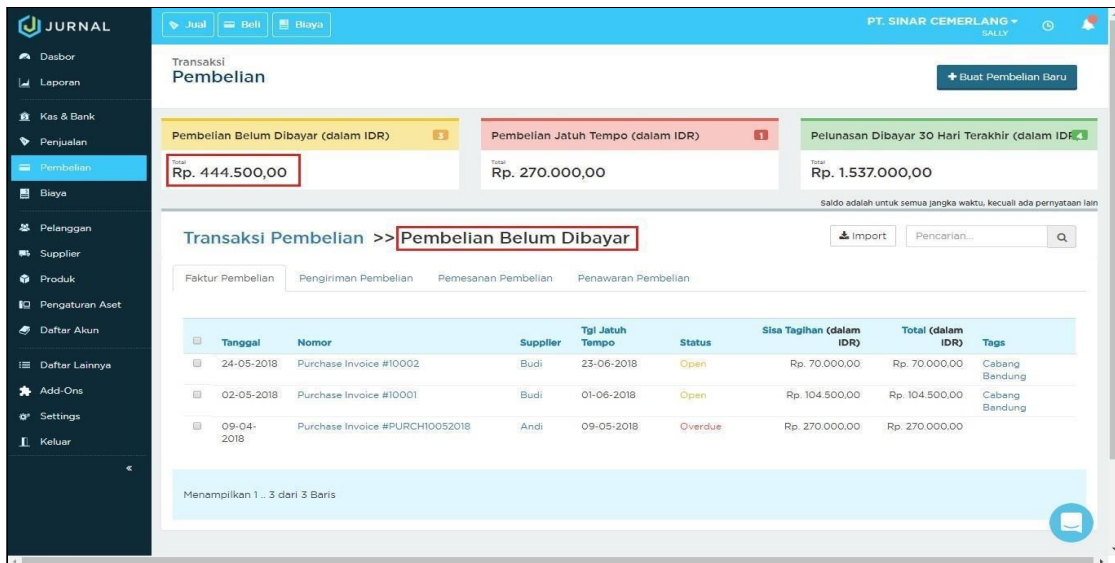 JURNAL
Jual Beli Biaya
PT. SINAR CEMERLANG
SALLY
Dasbor
Laporan
Kas & Bank
Penjualan
Pembelian
Biaya
Pelanggan
Supplier
Produk
Pengaturan Aset
Daftar Akun
Daftar Lainnya
Add-Ons
Settings
Keluar
«
Transaksi
Pembelian
+ Buat Pembelian Baru
Pembelian Belum Dibayar (dalam IDR) 3
Total
Rp. 444.500,00
Pembelian Jatuh Tempo (dalam IDR) 1
Total
Rp. 270.000,00
Pelunasan Dibayar 30 Hari Terakhir (dalam IDR 4
Total
Rp. 1.537.000,00
Saldo adalah untuk semua jangka waktu, kecuali ada pernyataan lain
Transaksi Pembelian >> Pembelian Belum Dibayar
Import
Pencarian...
Faktur Pembelian Pengiriman Pembelian Pemesanan Pembelian Penawaran Pembelian
Tanggal Nomor Supplier Tgl Jatuh Tempo Status Sisa Tagihan (dalam IDR) Total (dalam IDR) Tags
24-05-2018 Purchase Invoice #10002 Budi 23-06-2018 Open Rp. 70.000,00 Rp. 70.000,00 Cabang Bandung
02-05-2018 Purchase Invoice #10001 Budi 01-06-2018 Open Rp. 104.500,00 Rp. 104.500,00 Cabang Bandung
09-04-2018 Purchase Invoice #PURCH10052018 Andi 09-05-2018 Overdue Rp. 270.000,00 Rp. 270.000,00
Menampilkan 1 .. 3 dari 3 Baris